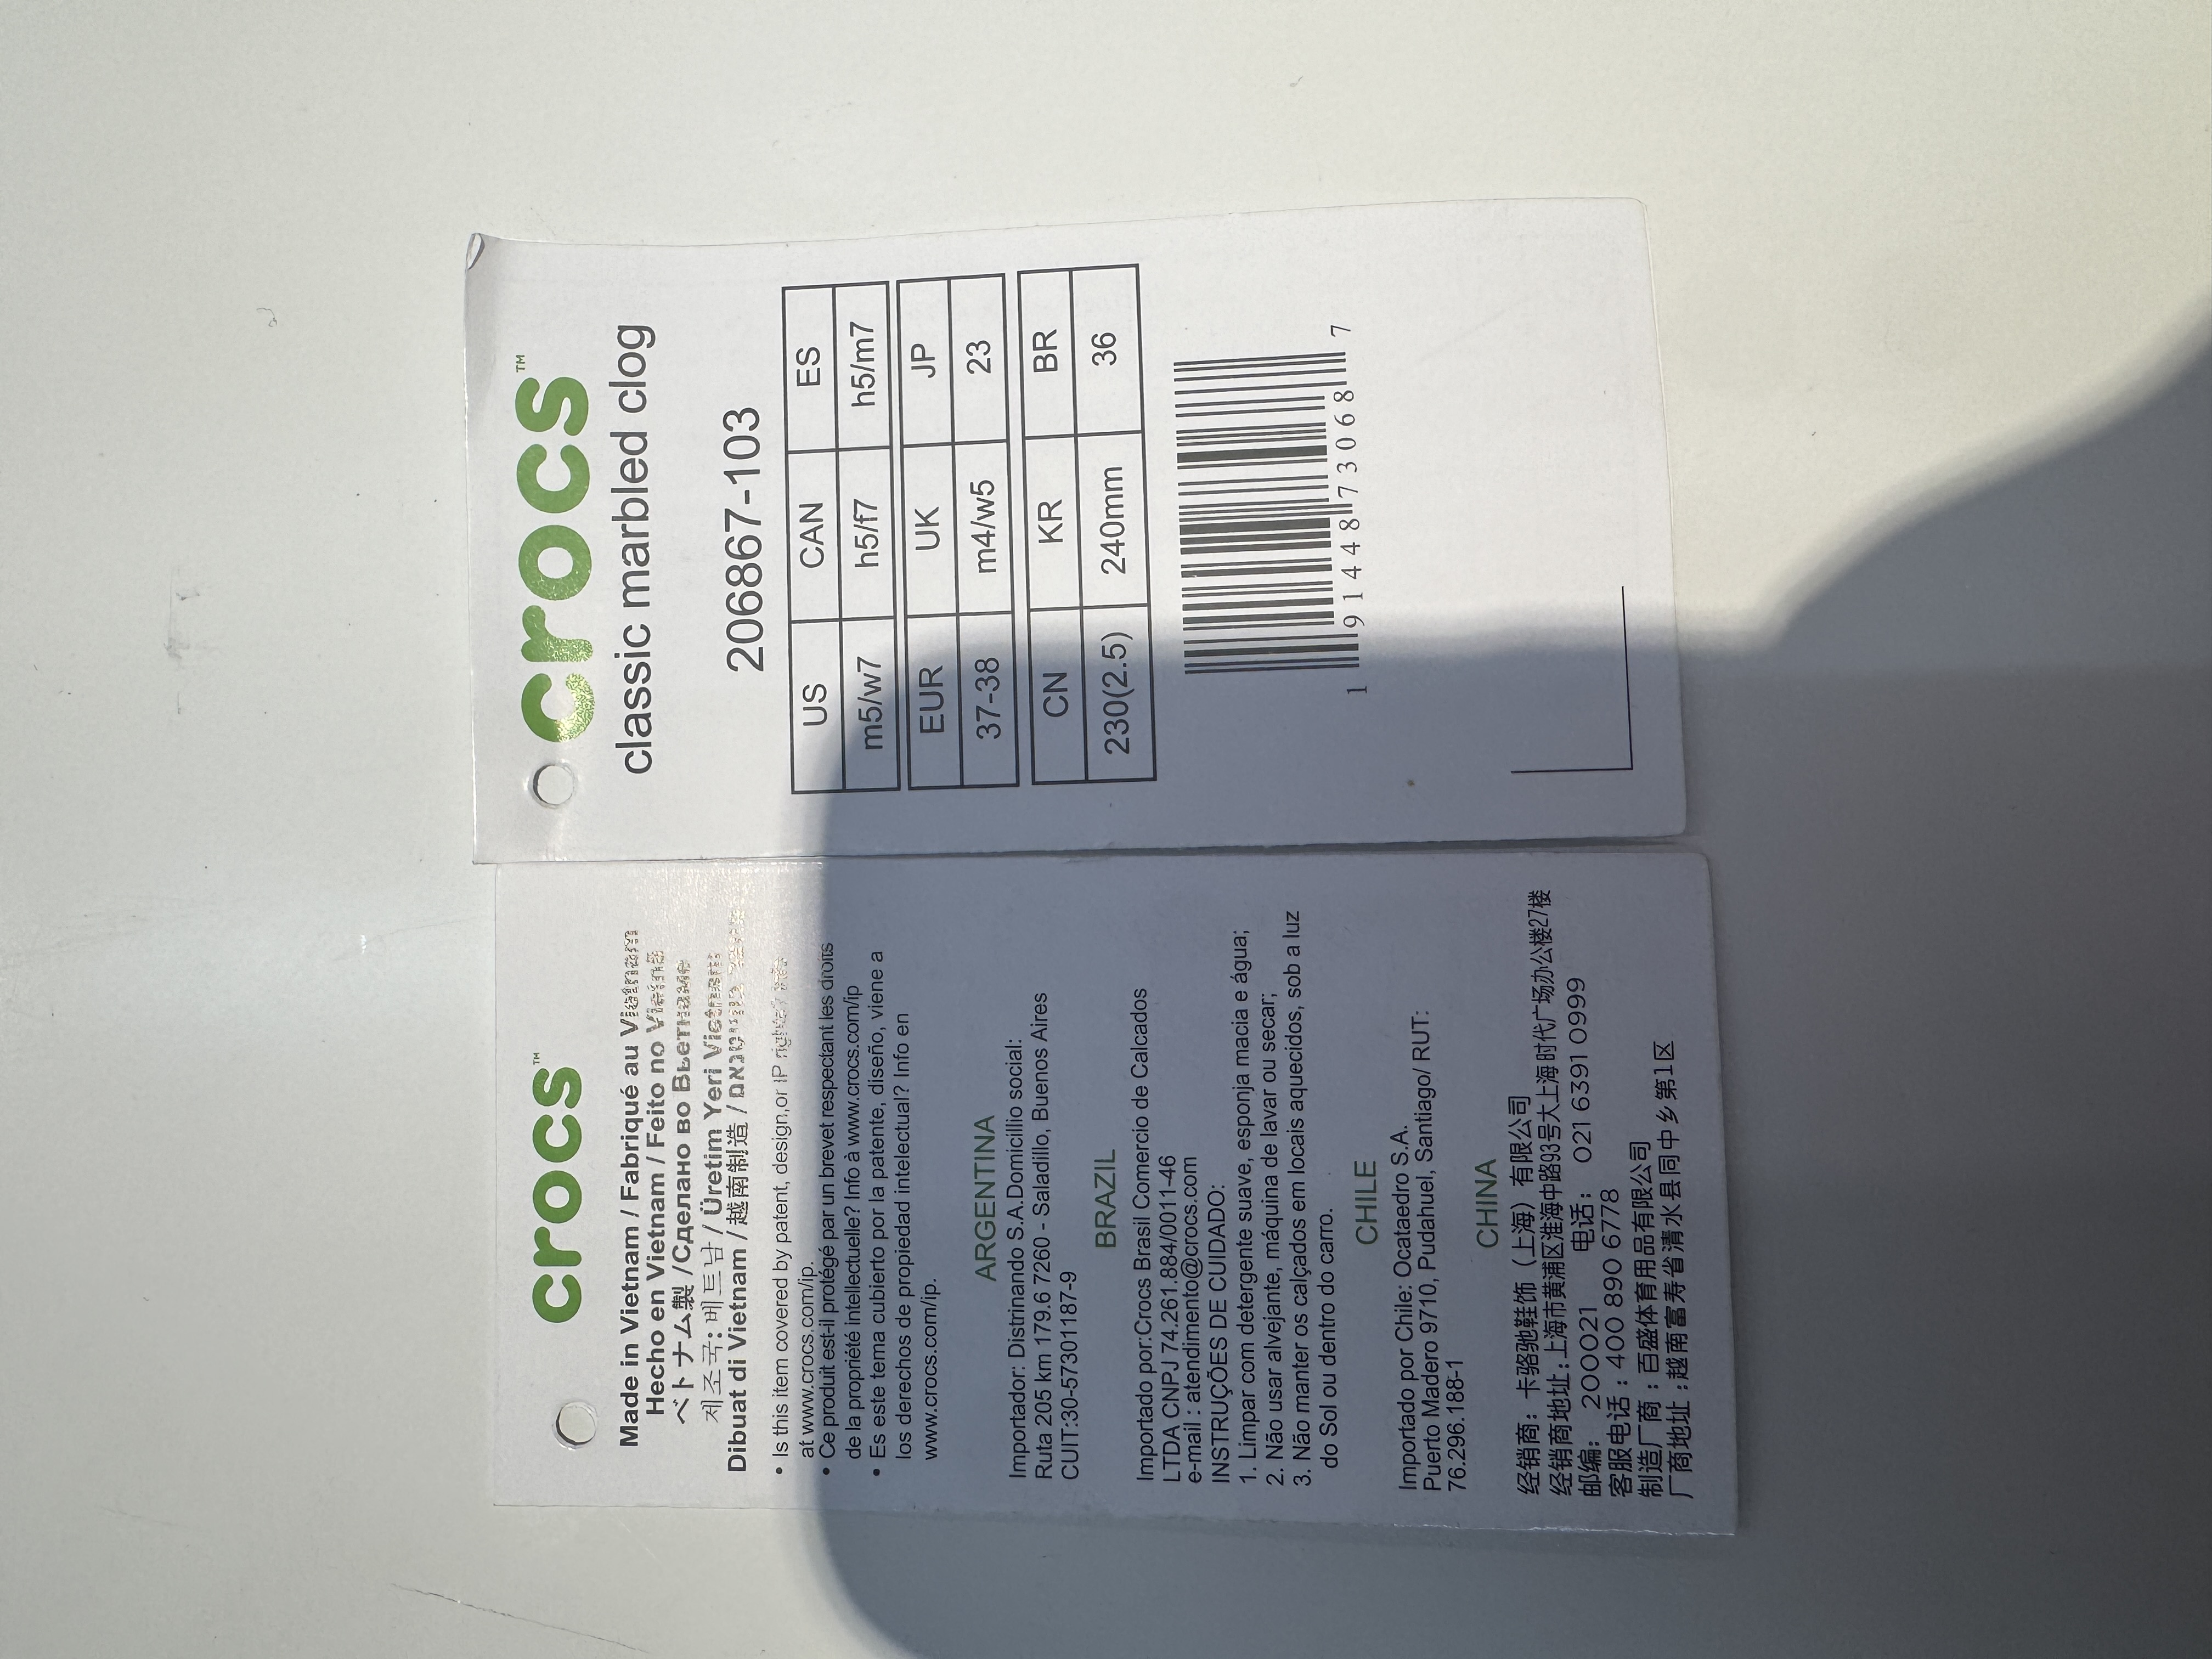 crocs™
classic marbled clog
206867-103
US CAN ES
m5/w7 h5/f7 h5/m7
EUR UK JP
37-38 m4/w5 23
CN KR BR
230(2.5) 240mm 36
1 91448 73068 7
crocs™
Made in Vietnam / Fabriqué au Vietnam
Hecho en Vietnam / Feito no Vietnã
ベトナム製 /Сделано во Вьетнаме
제조국: 베트남 / Üretim Yeri Vietnam
Dibuat di Vietnam / 越南制造 /
• Is this item covered by patent, design,or IP rights? Info
at www.crocs.com/ip.
• Ce produit est-il protégé par un brevet respectant les droits
de la propriété intellectuelle? Info à www.crocs.com/ip
• Es este tema cubierto por la patente, diseño, viene a
los derechos de propiedad intelectual? Info en
www.crocs.com/ip.
ARGENTINA
Importador: Distrinando S.A.Domicillio social:
Ruta 205 km 179.6 7260 - Saladillo, Buenos Aires
CUIT:30-57301187-9
BRAZIL
Importado por:Crocs Brasil Comercio de Calcados
LTDA CNPJ 74.261.884/0011-46
e-mail : atendimento@crocs.com
INSTRUÇÕES DE CUIDADO:
1. Limpar com detergente suave, esponja macia e água;
2. Não usar alvejante, máquina de lavar ou secar;
3. Não manter os calçados em locais aquecidos, sob a luz
do Sol ou dentro do carro.
CHILE
Importado por Chile: Ocataedro S.A.
Puerto Madero 9710, Pudahuel, Santiago/ RUT:
76.296.188-1
CHINA
经销商：卡骆驰鞋饰（上海）有限公司
经销商地址:上海市黄浦区淮海中路93号大上海时代广场办公楼27楼
邮编： 200021 电话： 021 6391 0999
客服电话：400 890 6778
制造厂商：百盛体育用品有限公司
厂商地址:越南富寿省清水县同中乡第1区